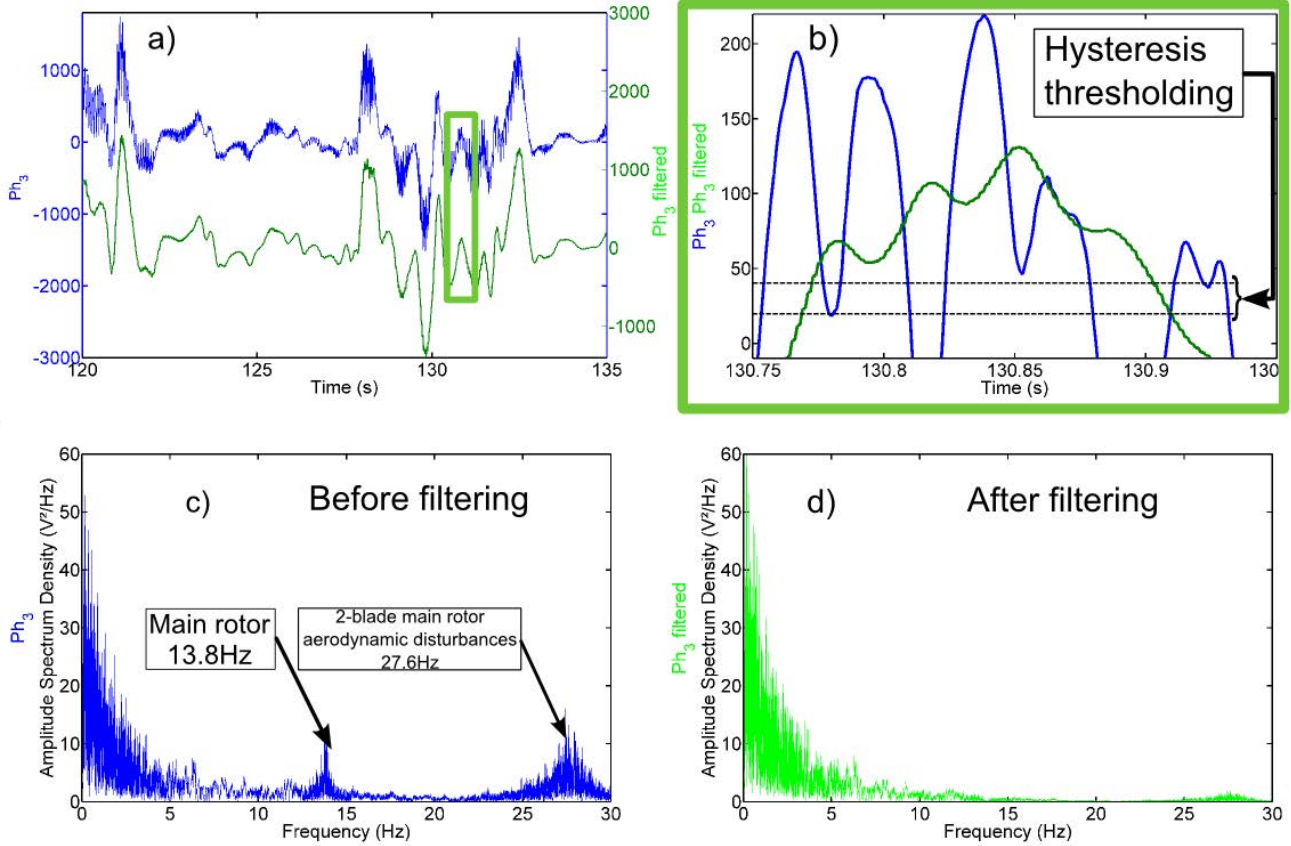 a)
1000
0
-1000
-2000
-3000
Ph3
3000
2000
1000
0
-1000
Ph3 filtered
120
125
130
135
Time (s)
b)
Hysteresis
thresholding
200
150
100
50
0
Ph3 Ph3 filtered
130.75
130.8
130.85
130.9
130
Time (s)
c)
Before filtering
60
50
40
30
20
10
0
Ph3
Amplitude Spectrum Density (V²/Hz)
Main rotor
13.8Hz
2-blade main rotor
aerodynamic disturbances
27.6Hz
0
5
10
15
20
25
30
Frequency (Hz)
d)
After filtering
60
50
40
30
20
10
0
Ph3 filtered
Amplitude Spectrum Density (V²/Hz)
0
5
10
15
20
25
30
Frequency (Hz)